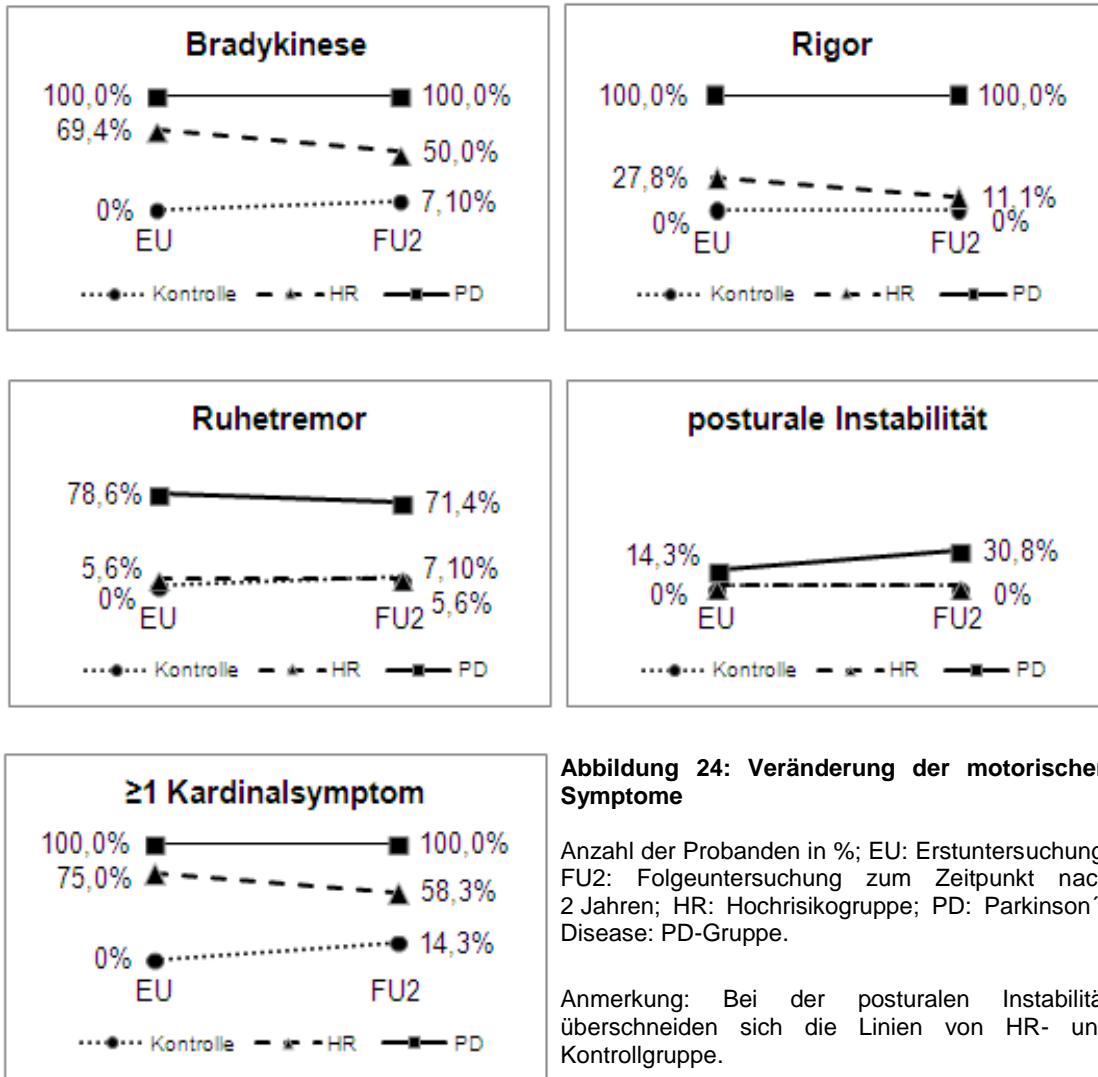 Bradykinese
100,0% 100,0%
69,4% 50,0%
0% 7,10%
EU FU2
Kontrolle HR PD
Rigor
100,0% 100,0%
27,8% 11,1%
0% 0%
EU FU2
Kontrolle HR PD
Ruhetremor
78,6% 71,4%
5,6% 7,10%
0% 5,6%
EU FU2
Kontrolle HR PD
posturale Instabilität
14,3% 30,8%
0% 0%
EU FU2
Kontrolle HR PD
≥1 Kardinalsymptom
100,0% 100,0%
75,0% 58,3%
0% 14,3%
EU FU2
Kontrolle HR PD
Abbildung 24: Veränderung der motorischen
Symptome
Anzahl der Probanden in %; EU: Erstuntersuchung
FU2: Folgeuntersuchung zum Zeitpunkt nac
2 Jahren; HR: Hochrisikogruppe; PD: Parkinson´
Disease: PD-Gruppe.
Anmerkung: Bei der posturalen Instabilitä
überschneiden sich die Linien von HR- un
Kontrollgruppe.